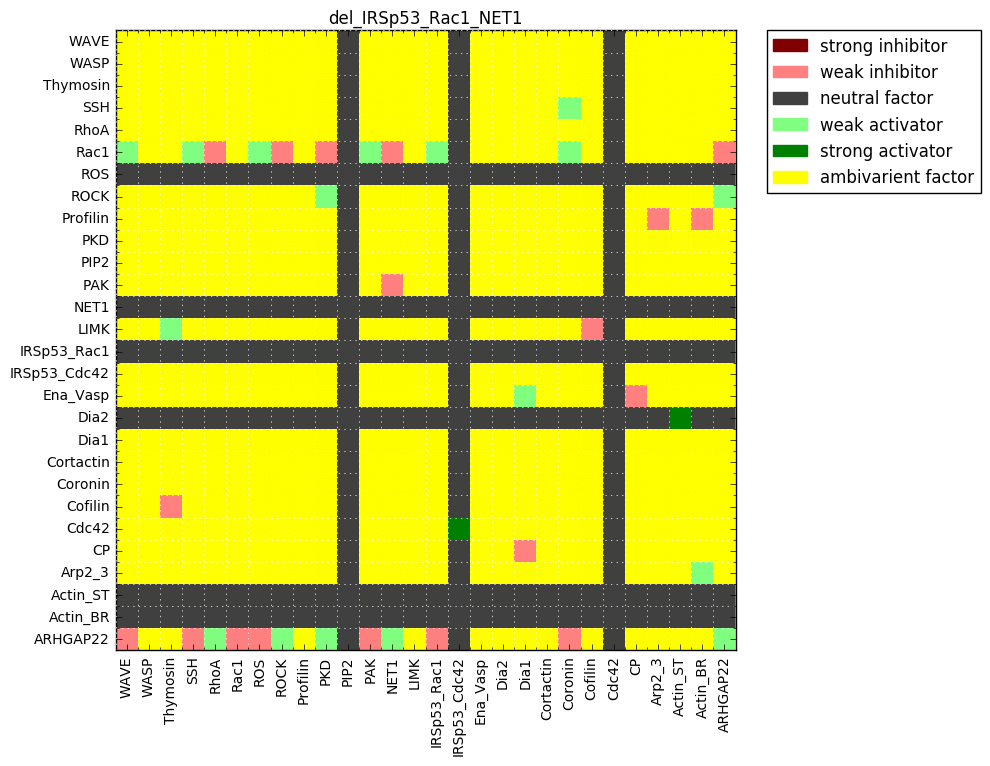 del_IRSp53_Rac1_NET1
strong inhibitor
weak inhibitor
neutral factor
weak activator
strong activator
ambivarient factor
WAVE
WASP
Thymosin
SSH
RhoA
Rac1
ROS
ROCK
Profilin
PKD
PIP2
PAK
NET1
LIMK
IRSp53_Rac1
IRSp53_Cdc42
Ena_Vasp
Dia2
Dia1
Cortactin
Coronin
Cofilin
Cdc42
CP
Arp2_3
Actin_ST
Actin_BR
ARHGAP22
WAVE
WASP
Thymosin
SSH
RhoA
Rac1
ROS
ROCK
Profilin
PKD
PIP2
PAK
NET1
LIMK
IRSp53_Rac1
IRSp53_Cdc42
Ena_Vasp
Dia2
Dia1
Cortactin
Coronin
Cofilin
Cdc42
CP
Arp2_3
Actin_ST
Actin_BR
ARHGAP22